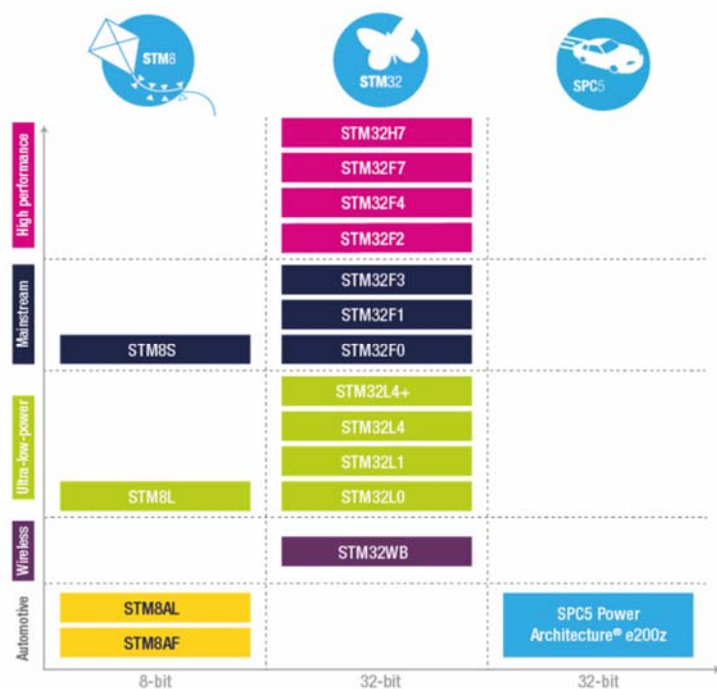 STM8
STM32
SPC5
High performance
STM32H7
STM32F7
STM32F4
STM32F2
Mainstream
STM32F3
STM32F1
STM8S
STM32F0
Ultra-low-power
STM32L4+
STM32L4
STM32L1
STM8L
STM32L0
Wireless
STM32WB
Automotive
STM8AL
STM8AF
SPC5 Power
Architecture® e200z
8-bit
32-bit
32-bit